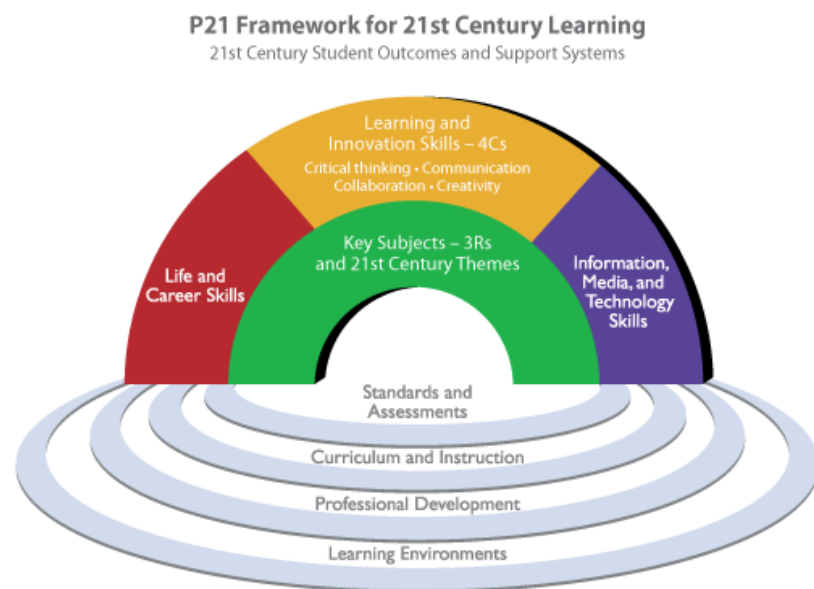 P21 Framework for 21st Century Learning
21st Century Student Outcomes and Support Systems
Learning and
Innovation Skills – 4Cs
Critical thinking • Communication
Collaboration • Creativity
Key Subjects – 3Rs
and 21st Century Themes
Life and
Career Skills
Information,
Media, and
Technology
Skills
Standards and
Assessments
Curriculum and Instruction
Professional Development
Learning Environments